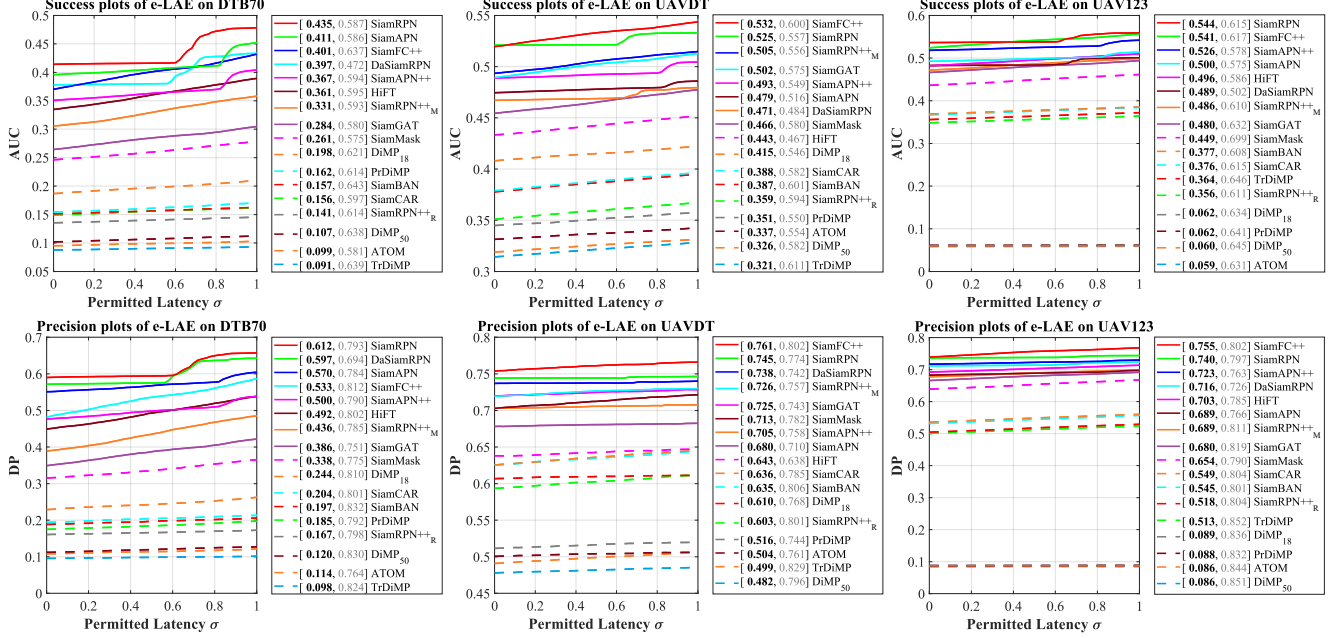 Success plots of e-LAE on DTB70
0.5
0.45
0.4
0.35
0.3
0.25
0.2
0.15
0.1
0.05
AUC
0 0.2 0.4 0.6 0.8 1
Permitted Latency σ
[ 0.435, 0.587] SiamRPN
[ 0.411, 0.586] SiamAPN
[ 0.401, 0.637] SiamFC++
[ 0.397, 0.472] DaSiamRPN
[ 0.367, 0.594] SiamAPN++
[ 0.361, 0.595] HiFT
[ 0.331, 0.593] SiamRPN++M
[ 0.284, 0.580] SiamGAT
[ 0.261, 0.575] SiamMask
[ 0.198, 0.621] DiMP18
[ 0.162, 0.614] PrDiMP
[ 0.157, 0.643] SiamBAN
[ 0.156, 0.597] SiamCAR
[ 0.141, 0.614] SiamRPN++R
[ 0.107, 0.638] DiMP50
[ 0.099, 0.581] ATOM
[ 0.091, 0.639] TrDiMP
Success plots of e-LAE on UAVDT
0.55
0.5
0.45
0.4
0.35
0.3
AUC
0 0.2 0.4 0.6 0.8 1
Permitted Latency σ
[ 0.532, 0.600] SiamFC++
[ 0.525, 0.557] SiamRPN
[ 0.505, 0.556] SiamRPN++M
[ 0.502, 0.575] SiamGAT
[ 0.493, 0.549] SiamAPN++
[ 0.479, 0.516] SiamAPN
[ 0.471, 0.484] DaSiamRPN
[ 0.466, 0.580] SiamMask
[ 0.443, 0.467] HiFT
[ 0.415, 0.546] DiMP18
[ 0.388, 0.582] SiamCAR
[ 0.387, 0.601] SiamBAN
[ 0.359, 0.594] SiamRPN++R
[ 0.351, 0.550] PrDiMP
[ 0.337, 0.554] ATOM
[ 0.326, 0.582] DiMP50
[ 0.321, 0.611] TrDiMP
Success plots of e-LAE on UAV123
0.6
0.5
0.4
0.3
0.2
0.1
0
AUC
0 0.2 0.4 0.6 0.8 1
Permitted Latency σ
[ 0.544, 0.615] SiamRPN
[ 0.541, 0.617] SiamFC++
[ 0.526, 0.578] SiamAPN++
[ 0.500, 0.575] SiamAPN
[ 0.496, 0.586] HiFT
[ 0.489, 0.502] DaSiamRPN
[ 0.486, 0.610] SiamRPN++M
[ 0.480, 0.632] SiamGAT
[ 0.449, 0.699] SiamMask
[ 0.377, 0.608] SiamBAN
[ 0.376, 0.615] SiamCAR
[ 0.364, 0.646] TrDiMP
[ 0.356, 0.611] SiamRPN++R
[ 0.062, 0.634] DiMP18
[ 0.062, 0.641] PrDiMP
[ 0.060, 0.645] DiMP50
[ 0.059, 0.631] ATOM
Precision plots of e-LAE on DTB70
0.7
0.6
0.5
0.4
0.3
0.2
0.1
0
DP
0 0.2 0.4 0.6 0.8 1
Permitted Latency σ
[ 0.612, 0.793] SiamRPN
[ 0.597, 0.694] DaSiamRPN
[ 0.570, 0.784] SiamAPN
[ 0.533, 0.812] SiamFC++
[ 0.500, 0.790] SiamAPN++
[ 0.492, 0.802] HiFT
[ 0.436, 0.785] SiamRPN++M
[ 0.386, 0.751] SiamGAT
[ 0.338, 0.775] SiamMask
[ 0.244, 0.810] DiMP18
[ 0.204, 0.801] SiamCAR
[ 0.197, 0.832] SiamBAN
[ 0.185, 0.792] PrDiMP
[ 0.167, 0.798] SiamRPN++R
[ 0.120, 0.830] DiMP50
[ 0.114, 0.764] ATOM
[ 0.098, 0.824] TrDiMP
Precision plots of e-LAE on UAVDT
0.8
0.75
0.7
0.65
0.6
0.55
0.5
0.45
DP
0 0.2 0.4 0.6 0.8 1
Permitted Latency σ
[ 0.761, 0.802] SiamFC++
[ 0.745, 0.774] SiamRPN
[ 0.738, 0.742] DaSiamRPN
[ 0.726, 0.757] SiamRPN++M
[ 0.725, 0.743] SiamGAT
[ 0.713, 0.782] SiamMask
[ 0.705, 0.758] SiamAPN++
[ 0.680, 0.710] SiamAPN
[ 0.643, 0.638] HiFT
[ 0.636, 0.785] SiamCAR
[ 0.635, 0.806] SiamBAN
[ 0.610, 0.768] DiMP18
[ 0.603, 0.801] SiamRPN++R
[ 0.516, 0.744] PrDiMP
[ 0.504, 0.761] ATOM
[ 0.499, 0.829] TrDiMP
[ 0.482, 0.796] DiMP50
Precision plots of e-LAE on UAV123
0.8
0.7
0.6
0.5
0.4
0.3
0.2
0.1
0
DP
0 0.2 0.4 0.6 0.8 1
Permitted Latency σ
[ 0.755, 0.802] SiamFC++
[ 0.740, 0.797] SiamRPN
[ 0.723, 0.763] SiamAPN++
[ 0.716, 0.726] DaSiamRPN
[ 0.703, 0.785] HiFT
[ 0.689, 0.766] SiamAPN
[ 0.689, 0.811] SiamRPN++M
[ 0.680, 0.819] SiamGAT
[ 0.654, 0.790] SiamMask
[ 0.549, 0.804] SiamCAR
[ 0.545, 0.801] SiamBAN
[ 0.518, 0.804] SiamRPN++R
[ 0.513, 0.852] TrDiMP
[ 0.089, 0.836] DiMP18
[ 0.088, 0.832] PrDiMP
[ 0.086, 0.844] ATOM
[ 0.086, 0.851] DiMP50